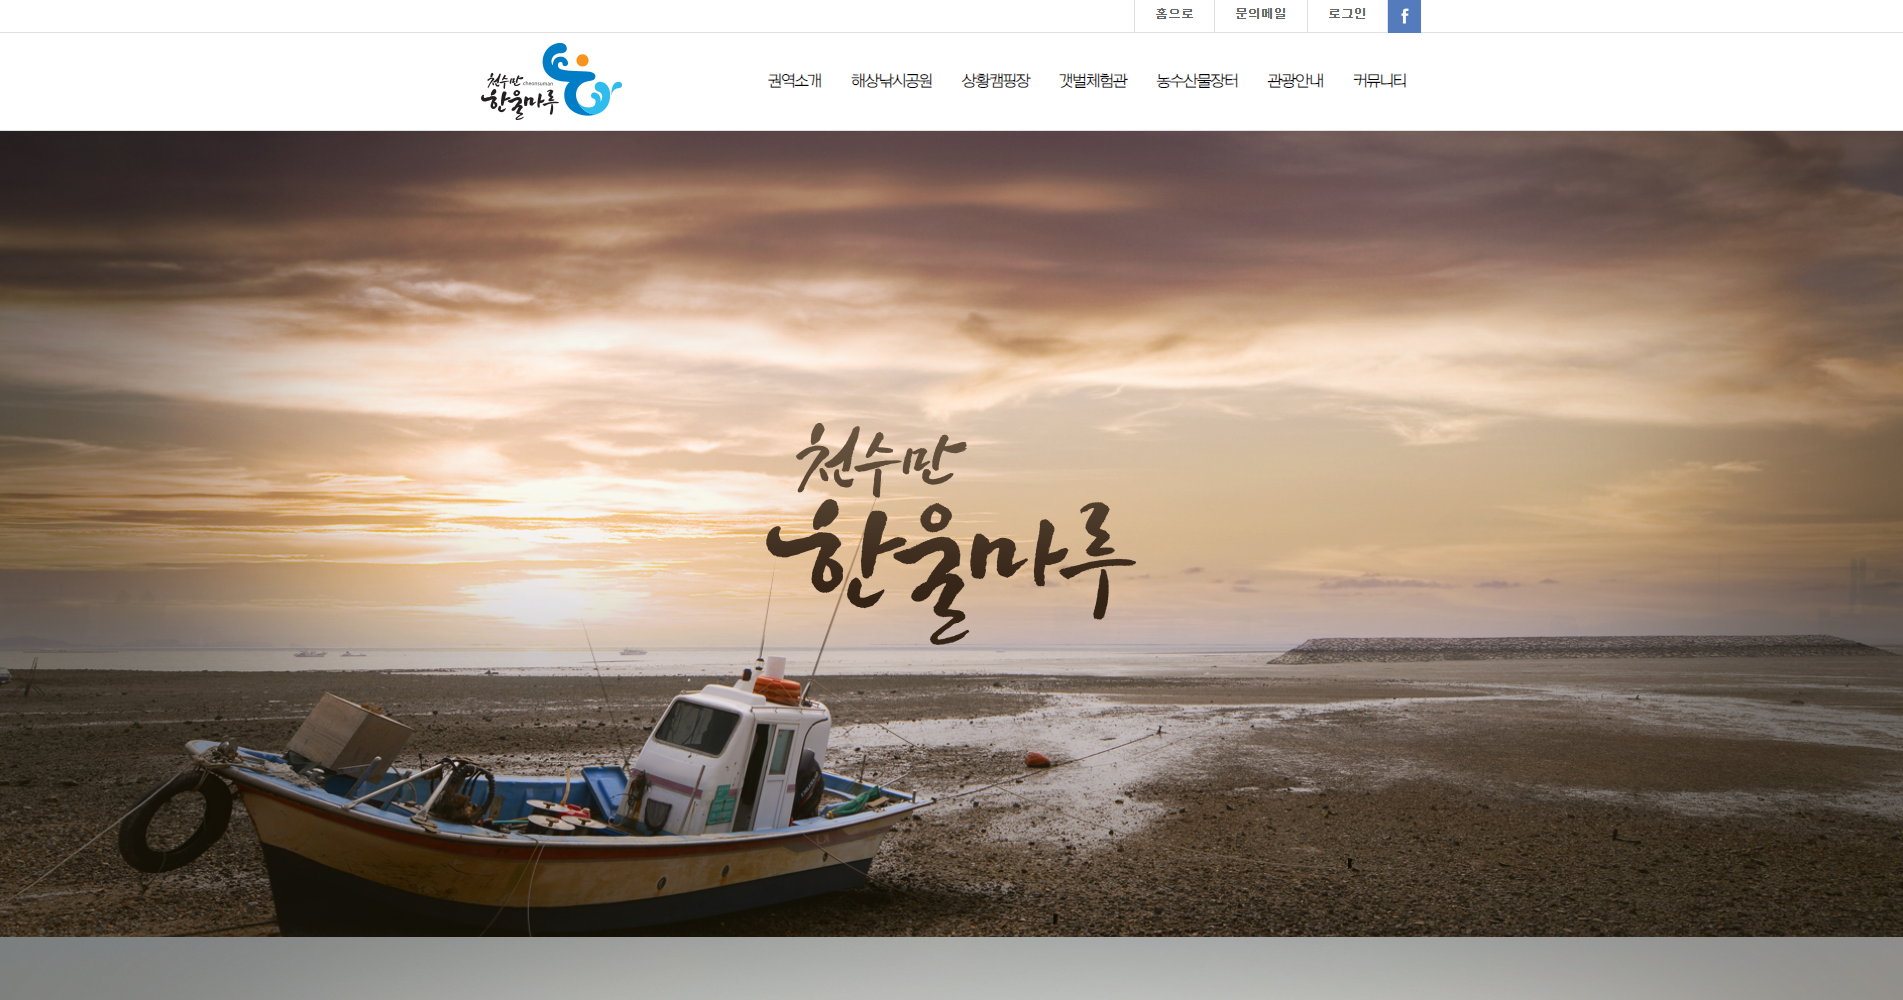 홈으로
문의메일
로그인
f
천수만 cheonsuman
한울마루
권역소개
해상낚시공원
상황캠핑장
갯벌체험관
농수산물장터
관광안내
커뮤니티
천수만
한울마루